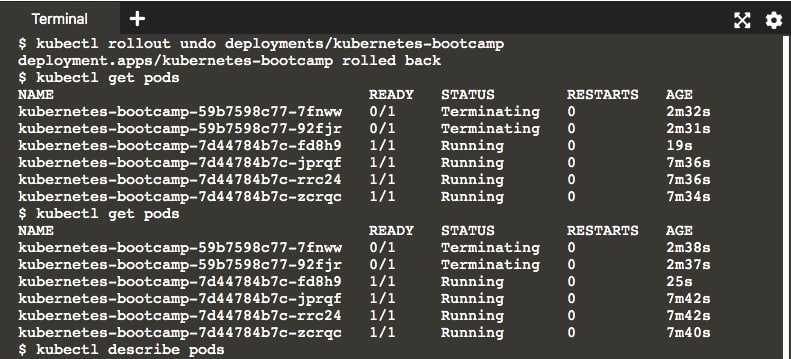 Terminal +
$ kubectl rollout undo deployments/kubernetes-bootcamp
deployment.apps/kubernetes-bootcamp rolled back
$ kubectl get pods
NAME READY STATUS RESTARTS AGE
kubernetes-bootcamp-59b7598c77-7fnww 0/1 Terminating 0 2m32s
kubernetes-bootcamp-59b7598c77-92fjr 0/1 Terminating 0 2m31s
kubernetes-bootcamp-7d44784b7c-fd8h9 1/1 Running 0 19s
kubernetes-bootcamp-7d44784b7c-jprqf 1/1 Running 0 7m36s
kubernetes-bootcamp-7d44784b7c-rrc24 1/1 Running 0 7m36s
kubernetes-bootcamp-7d44784b7c-zcrqc 1/1 Running 0 7m34s
$ kubectl get pods
NAME READY STATUS RESTARTS AGE
kubernetes-bootcamp-59b7598c77-7fnww 0/1 Terminating 0 2m38s
kubernetes-bootcamp-59b7598c77-92fjr 0/1 Terminating 0 2m37s
kubernetes-bootcamp-7d44784b7c-fd8h9 1/1 Running 0 25s
kubernetes-bootcamp-7d44784b7c-jprqf 1/1 Running 0 7m42s
kubernetes-bootcamp-7d44784b7c-rrc24 1/1 Running 0 7m42s
kubernetes-bootcamp-7d44784b7c-zcrqc 1/1 Running 0 7m40s
$ kubectl describe pods